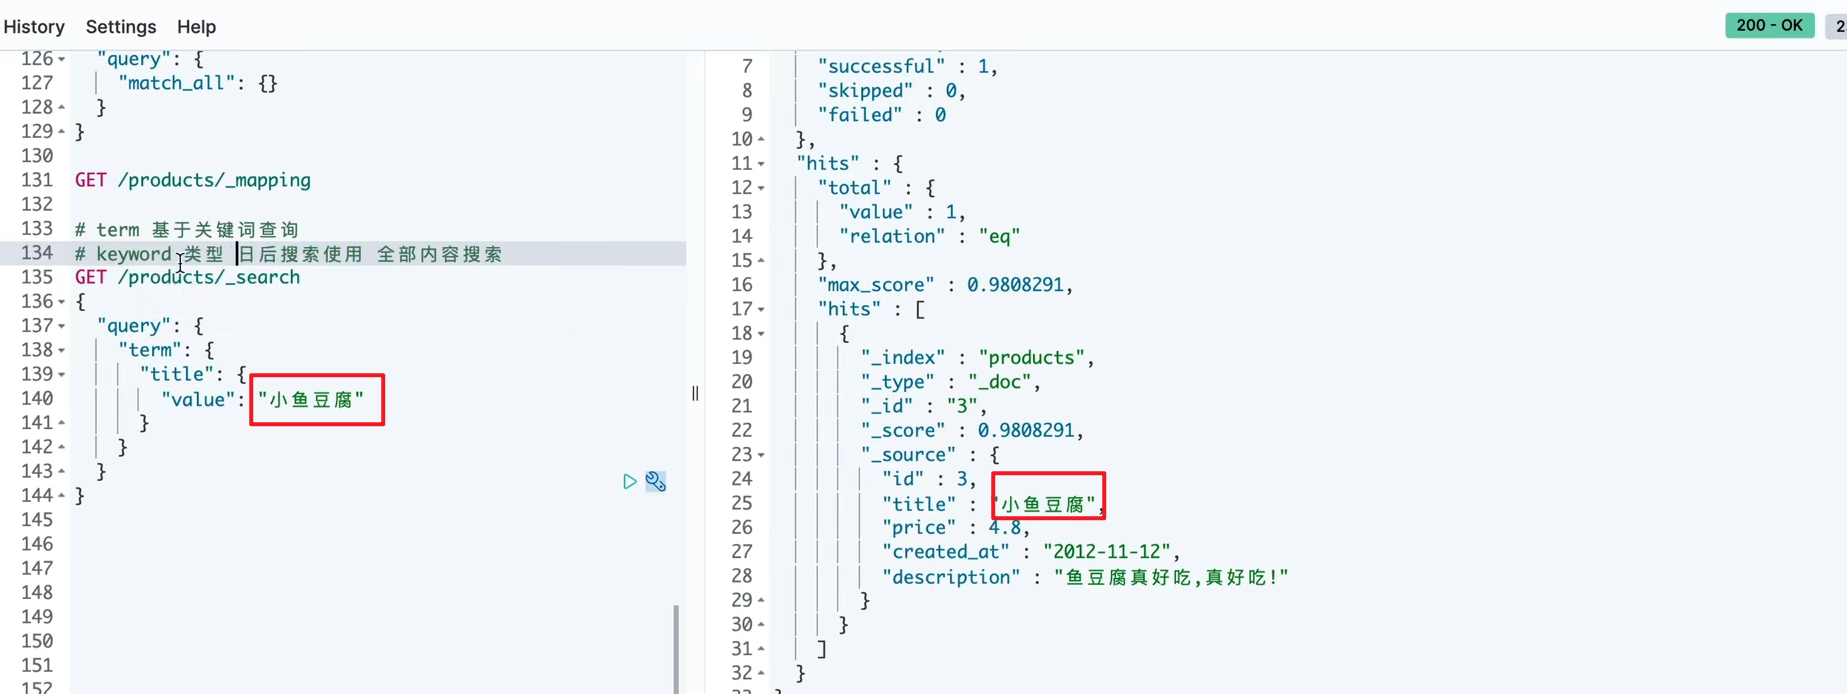 History Settings Help
200 - OK
126 "query": {
127 "match_all": {}
128 }
129 }
130
131 GET /products/_mapping
132
133 # term 基于关键词查询
134 # keyword 类型 日后搜索使用 全部内容搜索
135 GET /products/_search
136 {
137 "query": {
138 "term": {
139 "title": {
140 "value": "小鱼豆腐"
141 }
142 }
143 }
144 }
145
146
147
148
149
150
151
152
7 "successful" : 1,
8 "skipped" : 0,
9 "failed" : 0
10 },
11 "hits" : {
12 "total" : {
13 "value" : 1,
14 "relation" : "eq"
15 },
16 "max_score" : 0.9808291,
17 "hits" : [
18 {
19 "_index" : "products",
20 "_type" : "_doc",
21 "_id" : "3",
22 "_score" : 0.9808291,
23 "_source" : {
24 "id" : 3,
25 "title" : "小鱼豆腐",
26 "price" : 4.8,
27 "created_at" : "2012-11-12",
28 "description" : "鱼豆腐真好吃,真好吃!"
29 }
30 }
31 ]
32 }